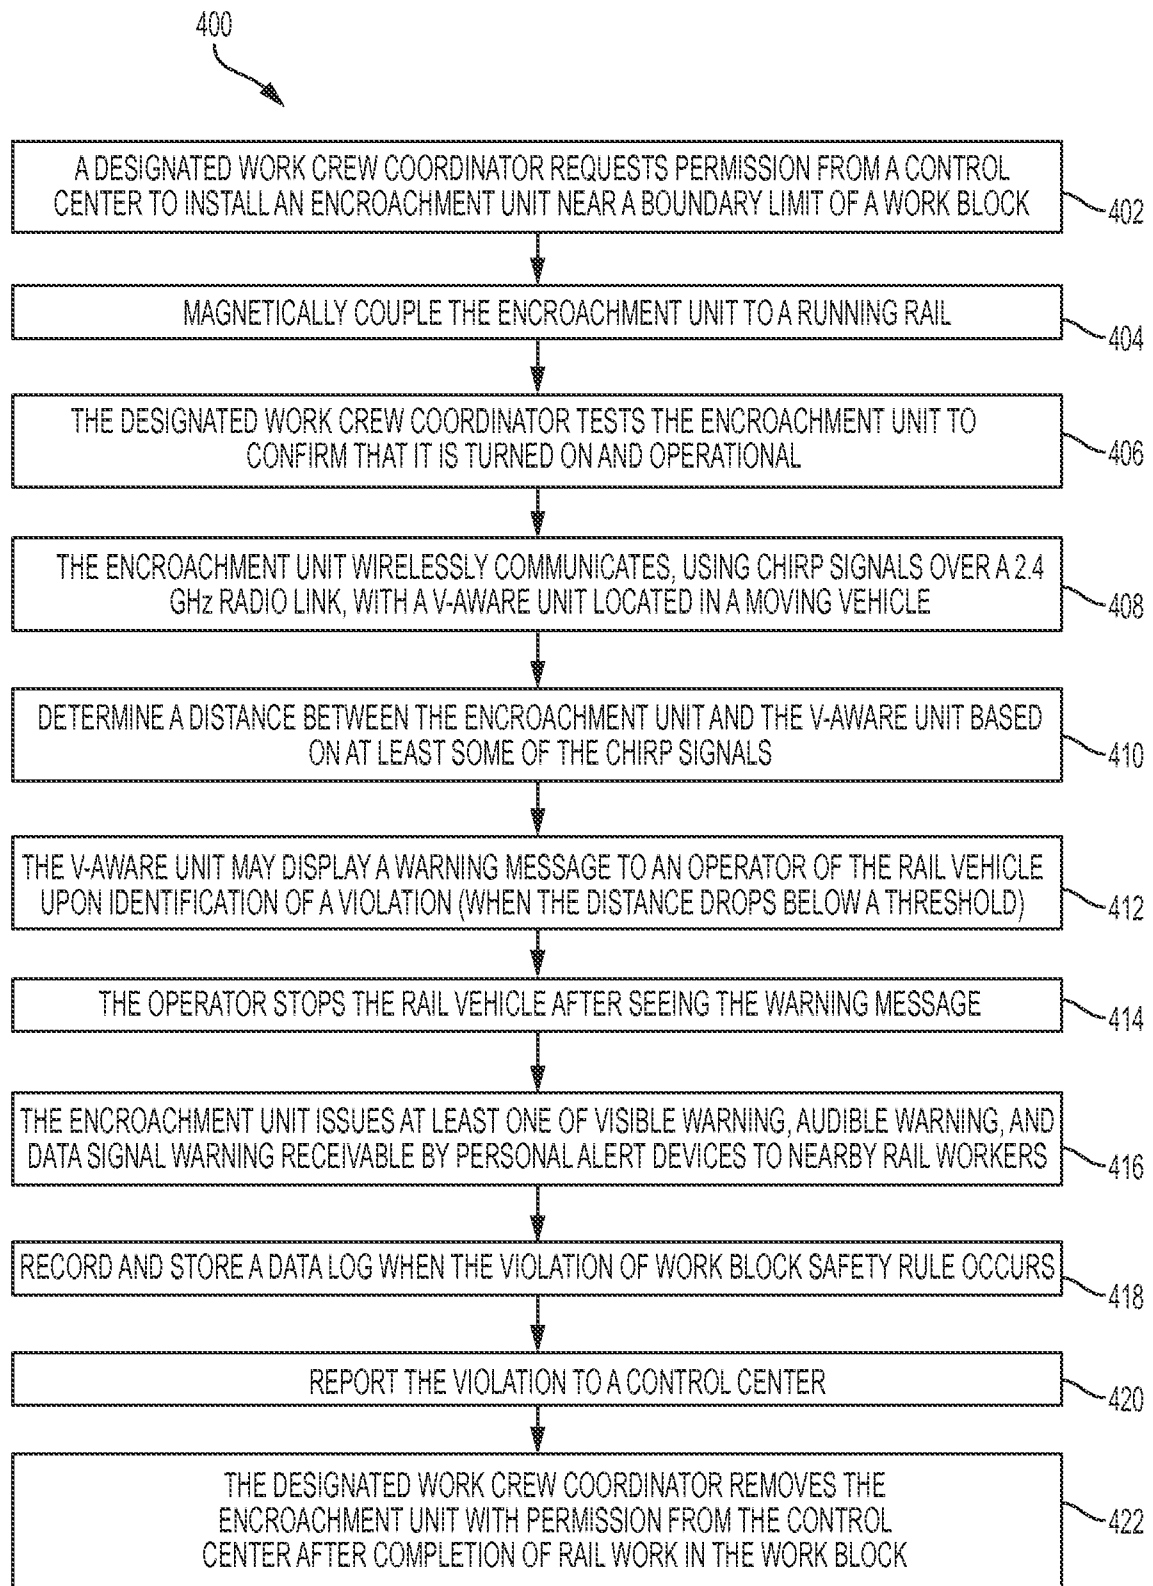 400
A DESIGNATED WORK CREW COORDINATOR REQUESTS PERMISSION FROM A CONTROL
CENTER TO INSTALL AN ENCROACHMENT UNIT NEAR A BOUNDARY LIMIT OF A WORK BLOCK
402
MAGNETICALLY COUPLE THE ENCROACHMENT UNIT TO A RUNNING RAIL
404
THE DESIGNATED WORK CREW COORDINATOR TESTS THE ENCROACHMENT UNIT TO
CONFIRM THAT IT IS TURNED ON AND OPERATIONAL
406
THE ENCROACHMENT UNIT WIRELESSLY COMMUNICATES, USING CHIRP SIGNALS OVER A 2.4
GHz RADIO LINK, WITH A V-AWARE UNIT LOCATED IN A MOVING VEHICLE
408
DETERMINE A DISTANCE BETWEEN THE ENCROACHMENT UNIT AND THE V-AWARE UNIT BASED
ON AT LEAST SOME OF THE CHIRP SIGNALS
410
THE V-AWARE UNIT MAY DISPLAY A WARNING MESSAGE TO AN OPERATOR OF THE RAIL VEHICLE
UPON IDENTIFICATION OF A VIOLATION (WHEN THE DISTANCE DROPS BELOW A THRESHOLD)
412
THE OPERATOR STOPS THE RAIL VEHICLE AFTER SEEING THE WARNING MESSAGE
414
THE ENCROACHMENT UNIT ISSUES AT LEAST ONE OF VISIBLE WARNING, AUDIBLE WARNING, AND
DATA SIGNAL WARNING RECEIVABLE BY PERSONAL ALERT DEVICES TO NEARBY RAIL WORKERS
416
RECORD AND STORE A DATA LOG WHEN THE VIOLATION OF WORK BLOCK SAFETY RULE OCCURS
418
REPORT THE VIOLATION TO A CONTROL CENTER
420
THE DESIGNATED WORK CREW COORDINATOR REMOVES THE
ENCROACHMENT UNIT WITH PERMISSION FROM THE CONTROL
CENTER AFTER COMPLETION OF RAIL WORK IN THE WORK BLOCK
422